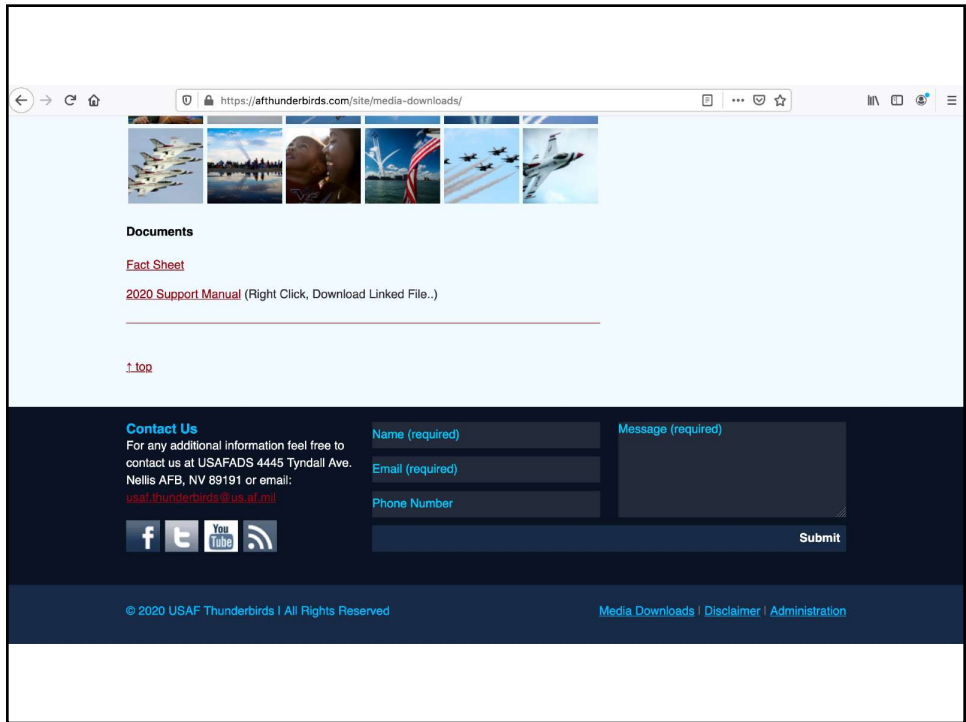 https://afthunderbirds.com/site/media-downloads/
Documents
Fact Sheet
2020 Support Manual (Right Click, Download Linked File..)
↑ top
Contact Us
For any additional information feel free to
contact us at USAFADS 4445 Tyndall Ave.
Nellis AFB, NV 89191 or email:
usaf.thunderbirds@us.af.mil
Name (required)
Email (required)
Phone Number
Message (required)
Submit
f
t
You
Tube
© 2020 USAF Thunderbirds I All Rights Reserved
Media Downloads I Disclaimer I Administration